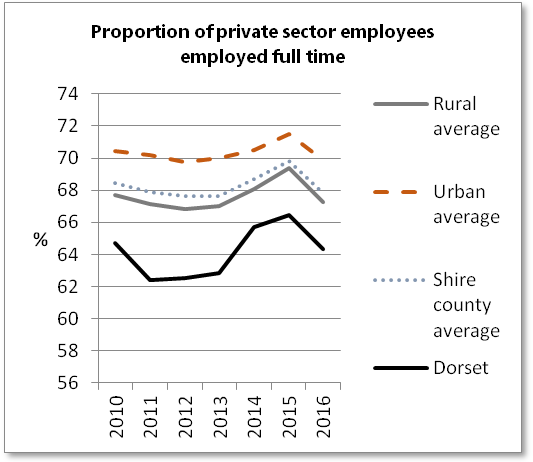 Proportion of private sector employees
employed full time
74
72
70
68
66
64
62
60
58
56
%
2010
2011
2012
2013
2014
2015
2016
Rural
average
Urban
average
Shire
county
average
Dorset